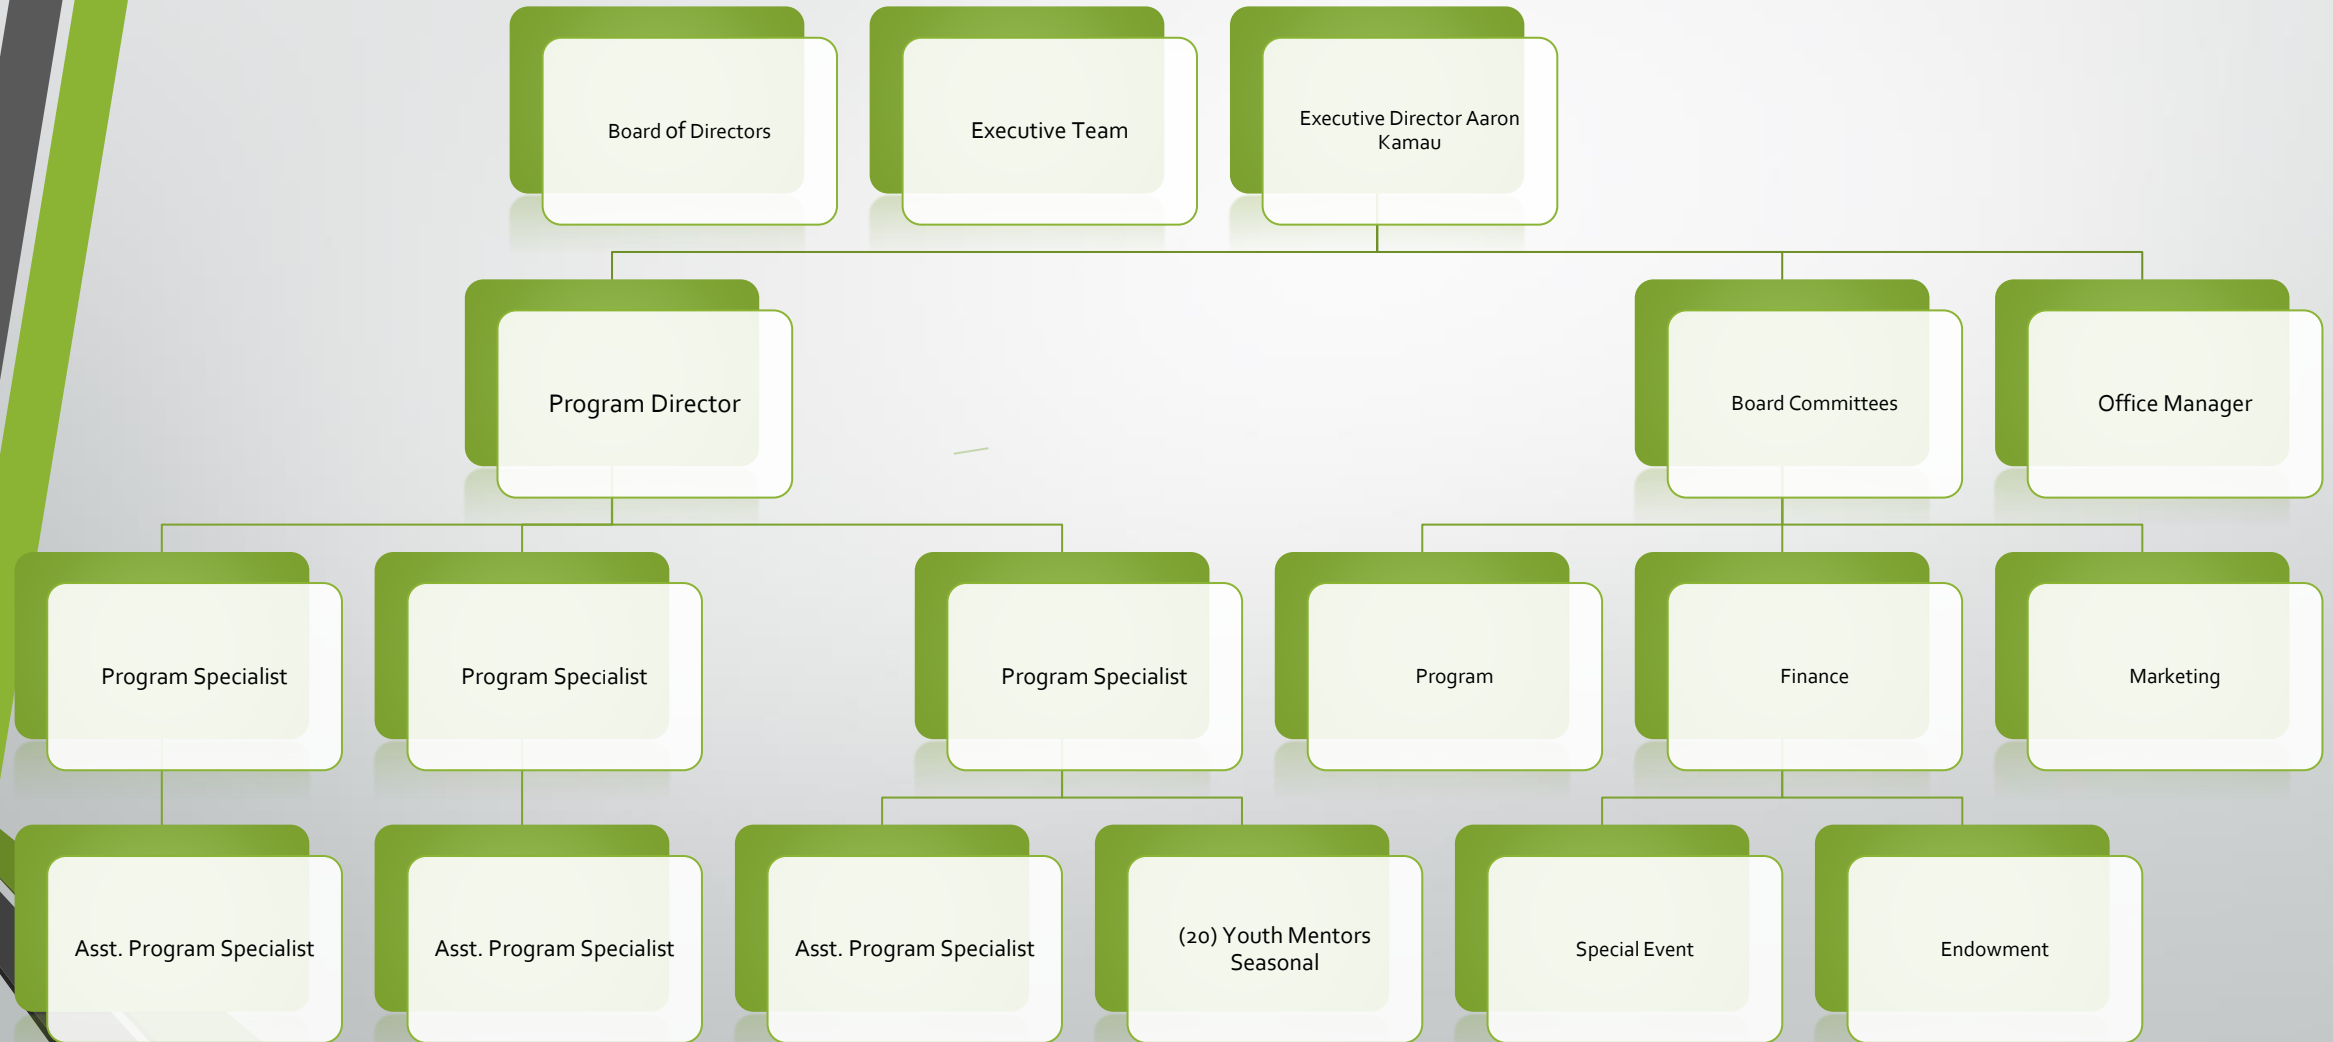 Board of Directors
Executive Team
Executive Director Aaron
Kamau
Program Director
Board Committees
Office Manager
Program Specialist
Program Specialist
Program Specialist
Program
Finance
Marketing
Asst. Program Specialist
Asst. Program Specialist
Asst. Program Specialist
(20) Youth Mentors
Seasonal
Special Event
Endowment